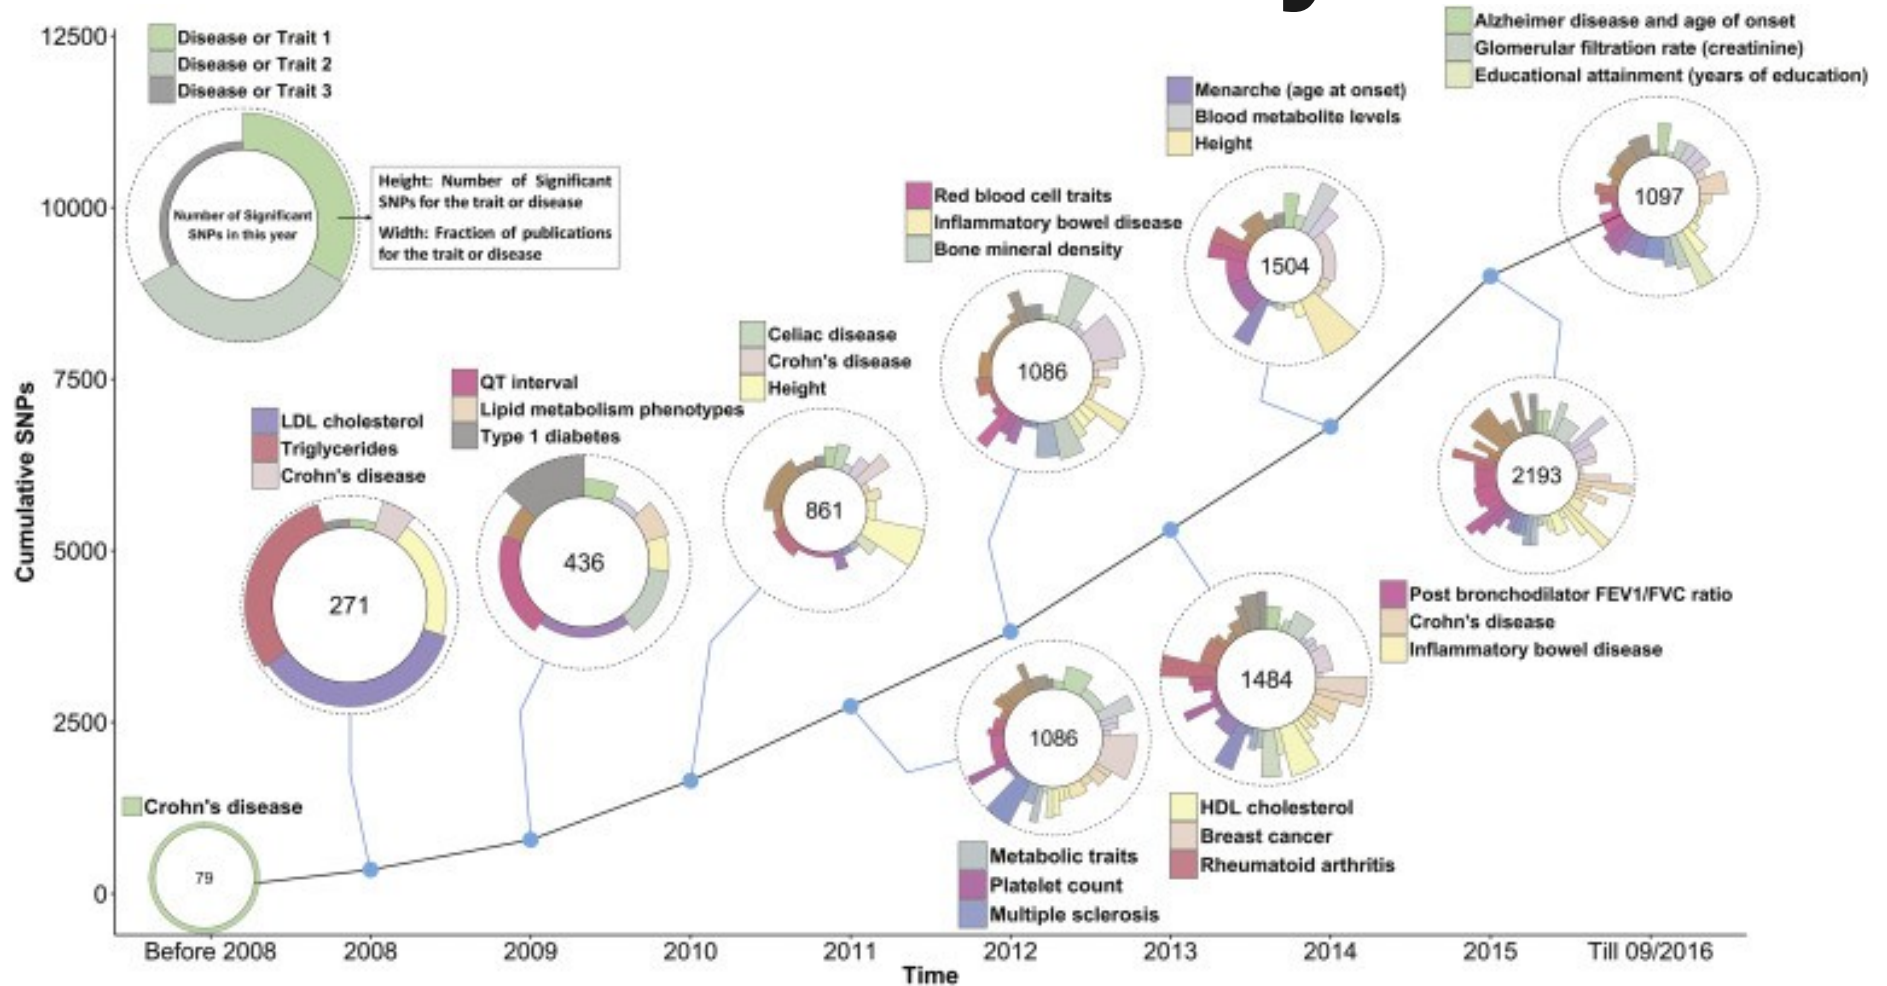 12500
10000
7500
5000
2500
0
Cumulative SNPs
Disease or Trait 1
Disease or Trait 2
Disease or Trait 3
Number of Significant
SNPs in this year
Height: Number of Significant
SNPs for the trait or disease
Width: Fraction of publications
for the trait or disease
Crohn's disease
79
LDL cholesterol
Triglycerides
Crohn's disease
271
QT interval
Lipid metabolism phenotypes
Type 1 diabetes
436
Celiac disease
Crohn's disease
Height
861
Red blood cell traits
Inflammatory bowel disease
Bone mineral density
1086
1086
Metabolic traits
Platelet count
Multiple sclerosis
Menarche (age at onset)
Blood metabolite levels
Height
1504
1484
HDL cholesterol
Breast cancer
Rheumatoid arthritis
Alzheimer disease and age of onset
Glomerular filtration rate (creatinine)
Educational attainment (years of education)
1097
2193
Post bronchodilator FEV1/FVC ratio
Crohn's disease
Inflammatory bowel disease
Before 2008
2008
2009
2010
2011
2012
2013
2014
2015
Till 09/2016
Time